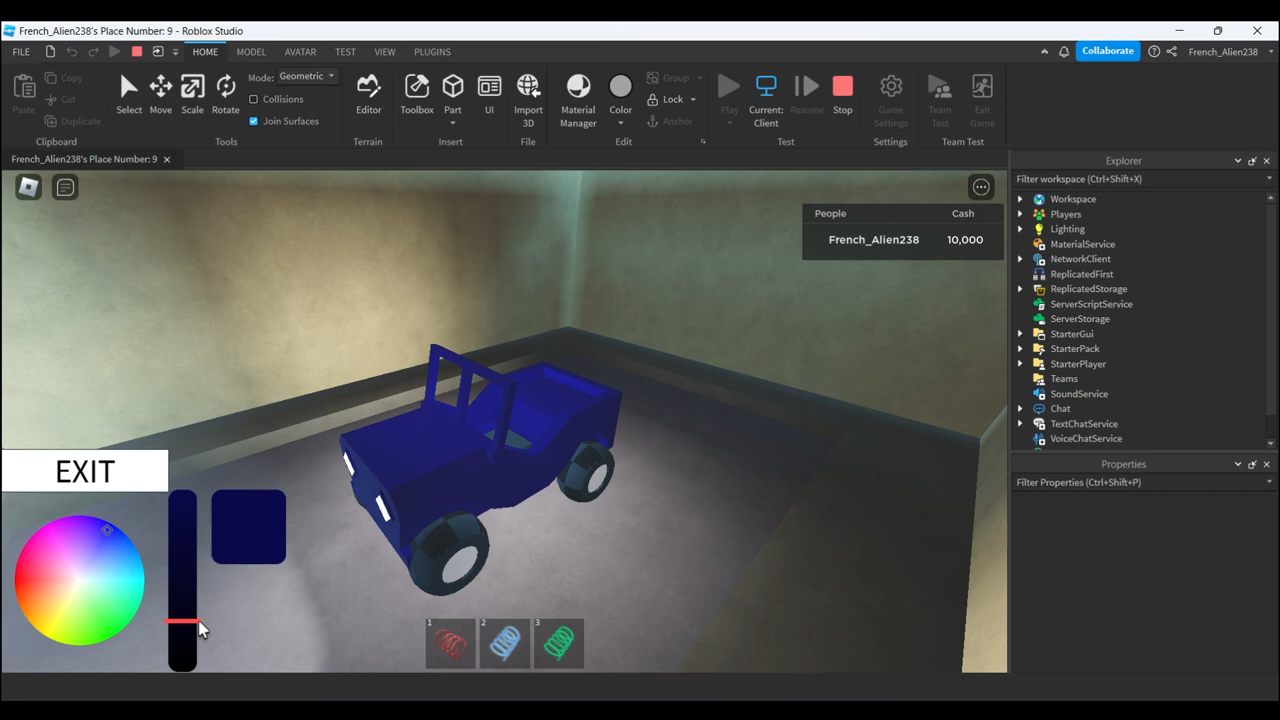 French_Alien238's Place Number: 9 - Roblox Studio
FILE HOME MODEL AVATAR TEST VIEW PLUGINS Collaborate French_Alien238
Paste Copy Cut Duplicate
Clipboard
Select Move Scale Rotate
Mode: Geometric
Collisions
Join Surfaces
Tools
Editor
Terrain
Toolbox Part UI
Insert
Import 3D
File
Material Manager Color
Group
Lock
Anchor
Edit
Play Current: Client Resume Stop
Test
Game Settings
Settings
Team Test Exit Game
Team Test
French_Alien238's Place Number: 9
People Cash
French_Alien238 10,000
EXIT
1 2 3
Explorer
Filter workspace (Ctrl+Shift+X)
Workspace
Players
Lighting
MaterialService
NetworkClient
ReplicatedFirst
ReplicatedStorage
ServerScriptService
ServerStorage
StarterGui
StarterPack
StarterPlayer
Teams
SoundService
Chat
TextChatService
VoiceChatService
Properties
Filter Properties (Ctrl+Shift+P)